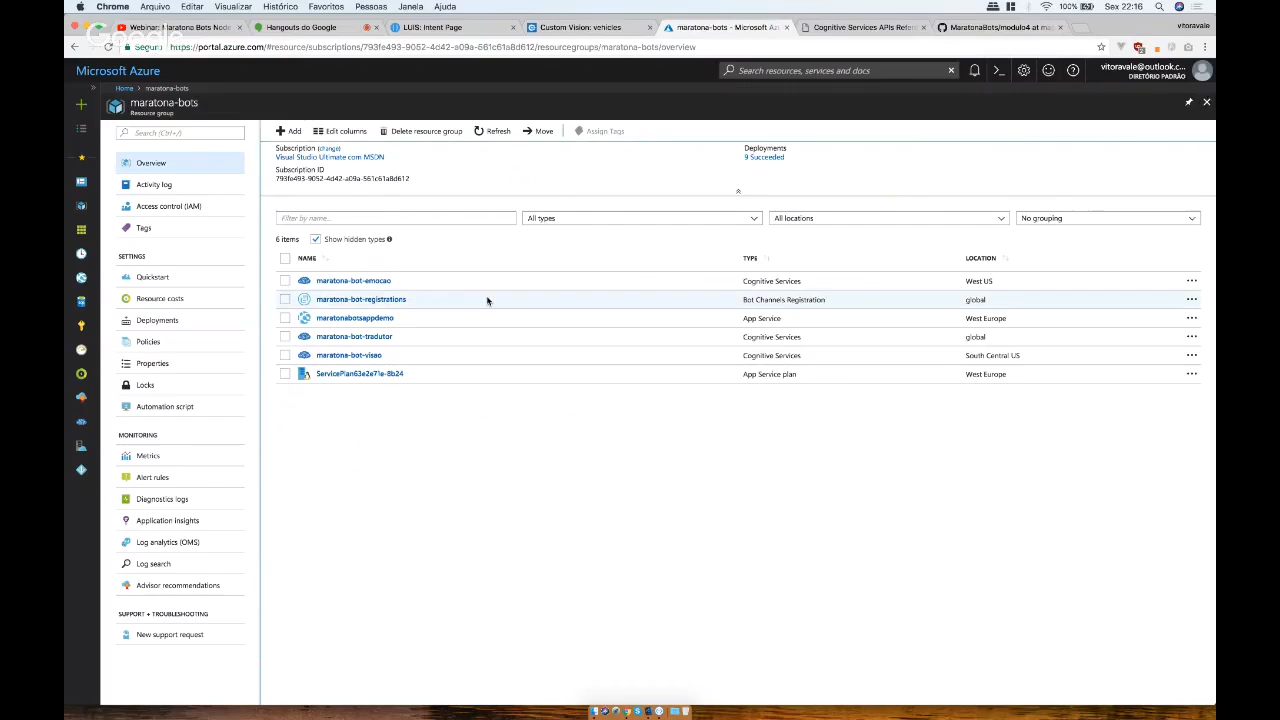 Chrome Arquivo Editar Visualizar Histórico Favoritos Pessoas Janela Ajuda
100% Sex 22:16 vitoravale
Webinar: Maratona Bots Node
Hangouts do Google
LUIS: Intent Page
Custom Vision: vehicles
maratona-bots - Microsoft Az
Cognitive Services APIs Refere
MaratonaBots/modulo4 at ma
vitoravale
Google
Seguro https://portal.azure.com/#resource/subscriptions/793fe493-9052-4d42-a09a-561c61a8d612/resourcegroups/maratona-bots/overview
Microsoft Azure
Search resources, services and docs
vitoravale@outlook.c...
DIRETÓRIO PADRÃO
Home > maratona-bots
maratona-bots
Resource group
Search (Ctrl+/)
Overview
Activity log
Access control (IAM)
Tags
SETTINGS
Quickstart
Resource costs
Deployments
Policies
Properties
Locks
Automation script
MONITORING
Metrics
Alert rules
Diagnostics logs
Application insights
Log analytics (OMS)
Log search
Advisor recommendations
SUPPORT + TROUBLESHOOTING
New support request
Add Edit columns Delete resource group Refresh Move Assign Tags
Subscription (change)
Visual Studio Ultimate com MSDN
Subscription ID
793fe493-9052-4d42-a09a-561c61a8d612
Deployments
9 Succeeded
Filter by name... All types All locations No grouping
6 items Show hidden types
NAME TYPE LOCATION
maratona-bot-emocao Cognitive Services West US
maratona-bot-registrations Bot Channels Registration global
maratonabotsappdemo App Service West Europe
maratona-bot-tradutor Cognitive Services global
maratona-bot-visao Cognitive Services South Central US
ServicePlan63e2e71e-8b24 App Service plan West Europe